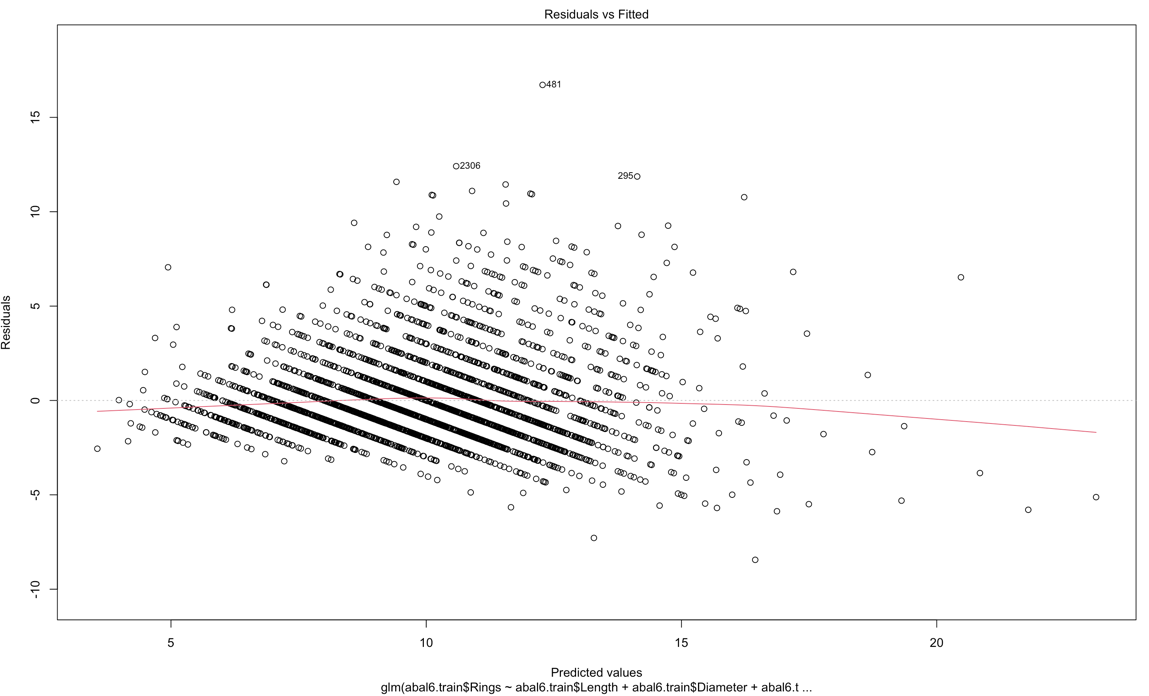 Residuals vs Fitted
481
2306
295
15
10
5
0
-5
-10
Residuals
5 10 15 20
Predicted values
glm(abal6.train$Rings ~ abal6.train$Length + abal6.train$Diameter + abal6.t ...